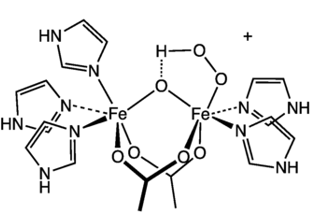 H O +
HN O
N O
Fe Fe
N N
HN N N NH
O O O O
N H NH